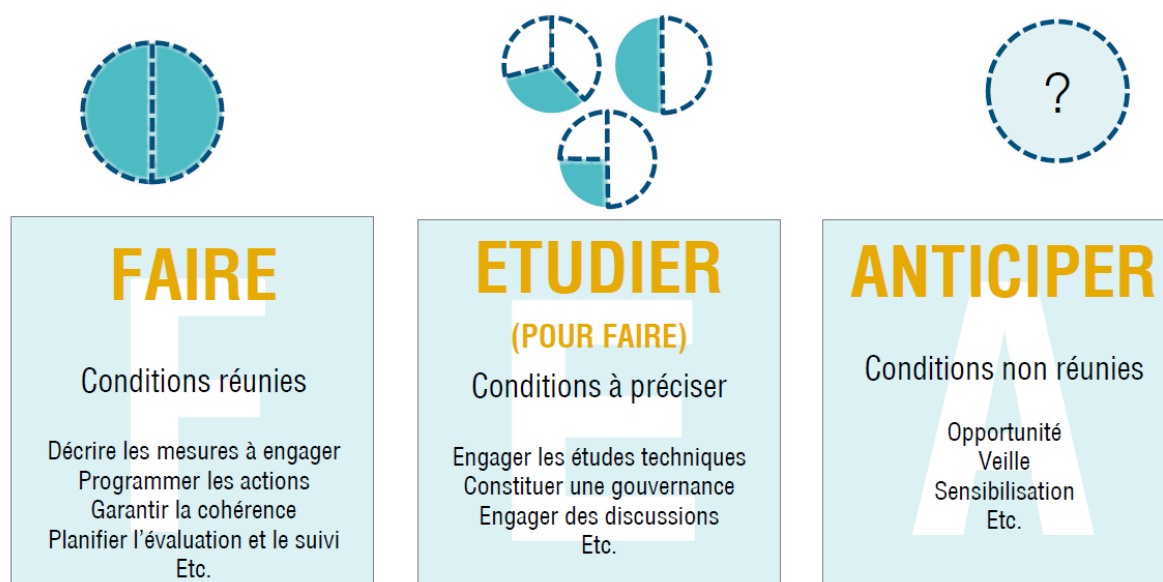 FAIRE
Conditions réunies
Décrire les mesures à engager
Programmer les actions
Garantir la cohérence
Planifier l'évaluation et le suivi
Etc.
F
ETUDIER
(POUR FAIRE)
Conditions à préciser
Engager les études techniques
Constituer une gouvernance
Engager des discussions
Etc.
E
?
ANTICIPER
Conditions non réunies
Opportunité
Veille
Sensibilisation
Etc.
A